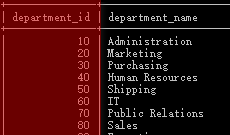 department_id | department_name
10 | Administration
20 | Marketing
30 | Purchasing
40 | Human Resources
50 | Shipping
60 | IT
70 | Public Relations
80 | Sales